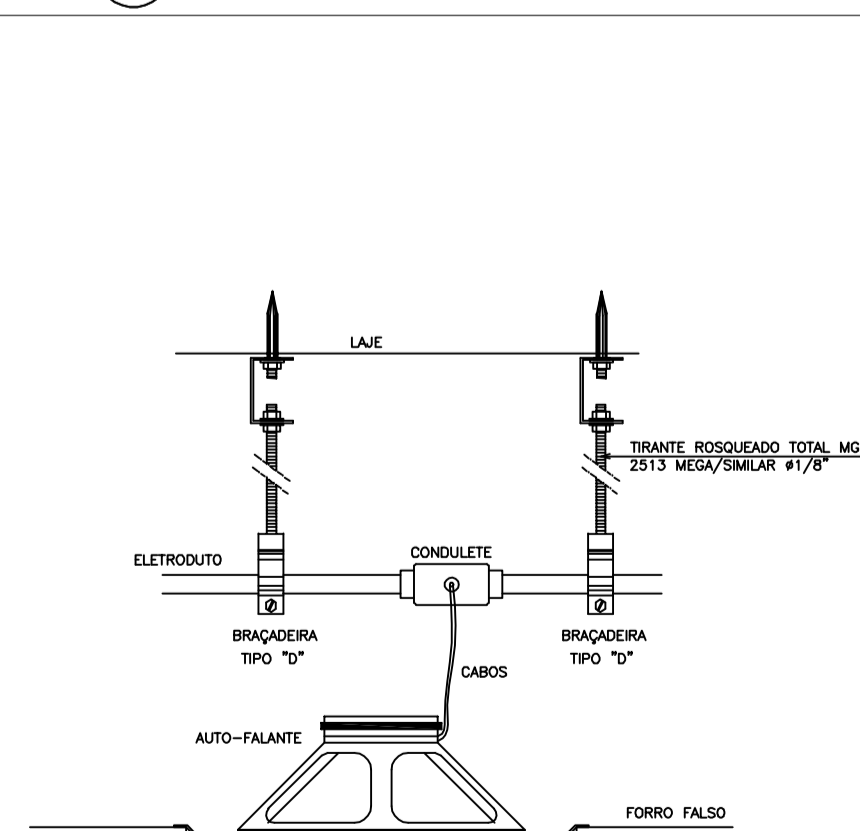 LAJE
TIRANTE ROSQUEADO TOTAL MG
2513 MEGA/SIMILAR ø1/8"
ELETRODUTO
CONDULETE
BRAÇADEIRA
TIPO "D"
BRAÇADEIRA
TIPO "D"
CABOS
AUTO-FALANTE
FORRO FALSO